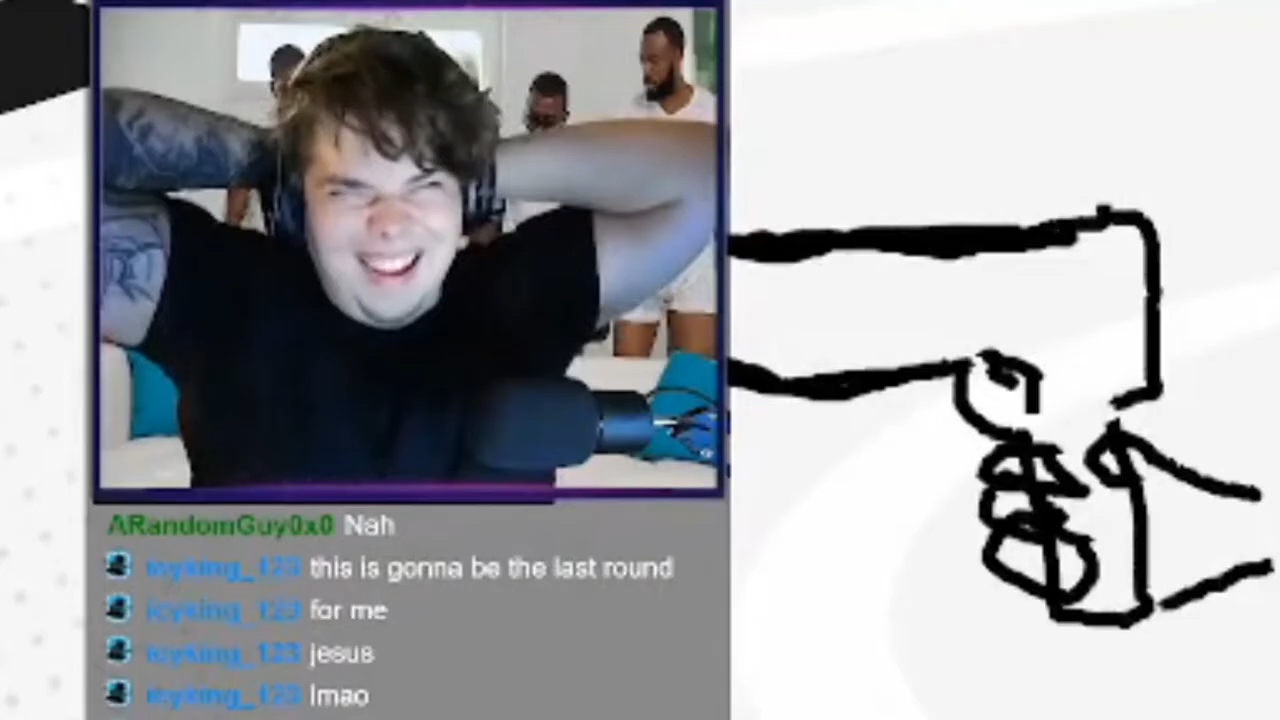 ARandomGuy0x0 Nah
icyking_123 this is gonna be the last round
icyking_123 for me
icyking_123 jesus
icyking_123 lmao